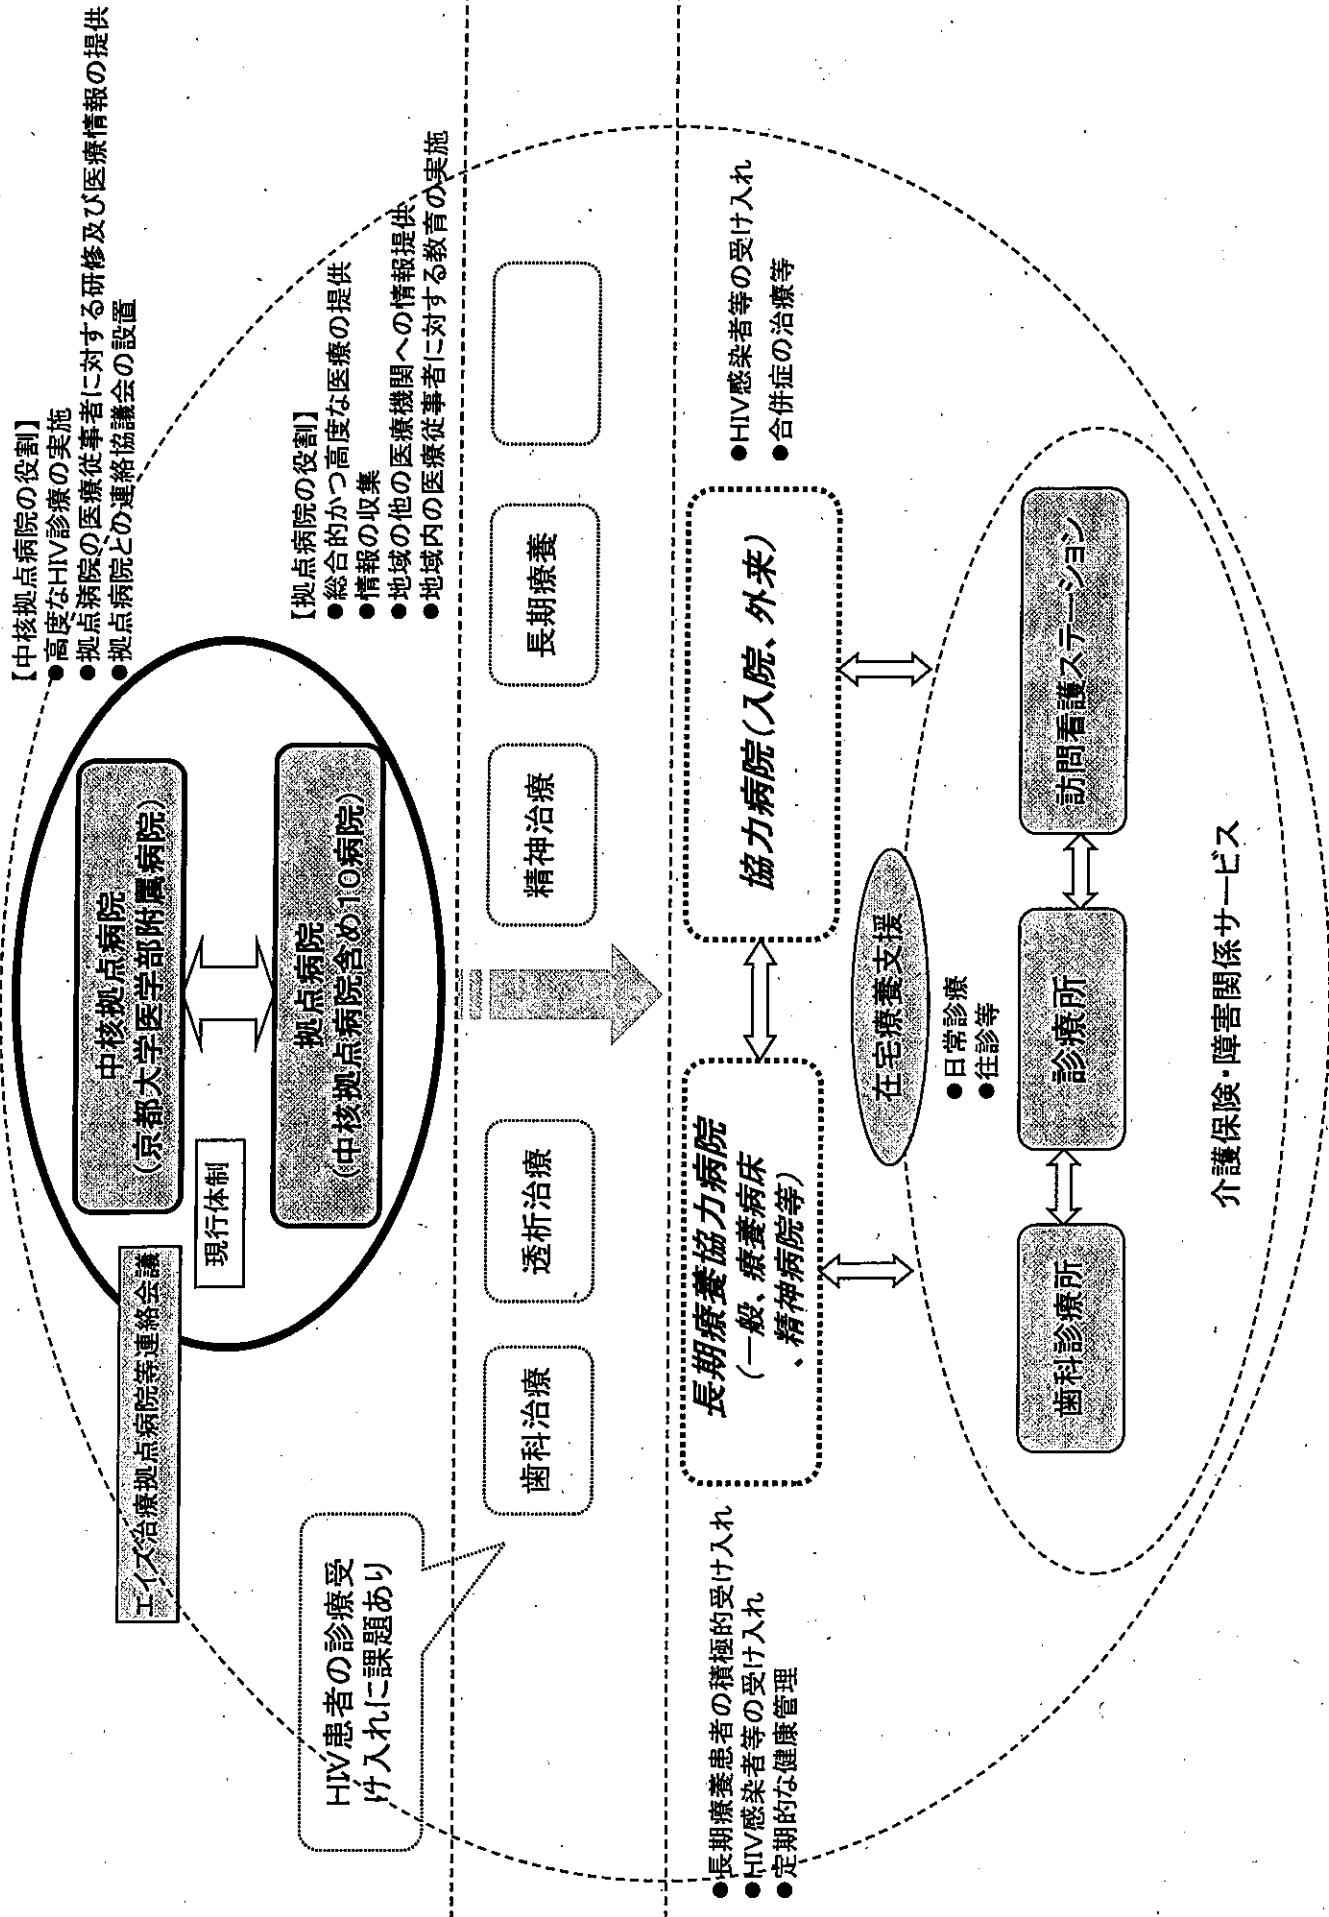 【中核拠点病院の役割】
●高度なHIV診療の実施
●拠点病院の医療従事者に対する研修及び医療情報の提供
●拠点病院との連絡協議会の設置
エイズ治療拠点病院等連絡会議
中核拠点病院
(京都大学医学部附属病院)
現行体制
拠点病院
(中核拠点病院含め10病院)
【拠点病院の役割】
●総合的かつ高度な医療の提供
●情報の収集
●地域の他の医療機関への情報提供
●地域内の医療従事者に対する教育の実施
HIV患者の診療受
け入れに課題あり
歯科治療
透析治療
精神治療
長期療養
●長期療養患者の積極的受け入れ
●HIV感染者等の受け入れ
●定期的な健康管理
長期療養協力病院
(一般、療養病床
、精神病院等)
協力病院(入院、外来)
●HIV感染者等の受け入れ
●合併症の治療等
在宅療養支援
●日常診療
●往診等
歯科診療所
診療所
訪問看護ステーション
介護保険・障害関係サービス